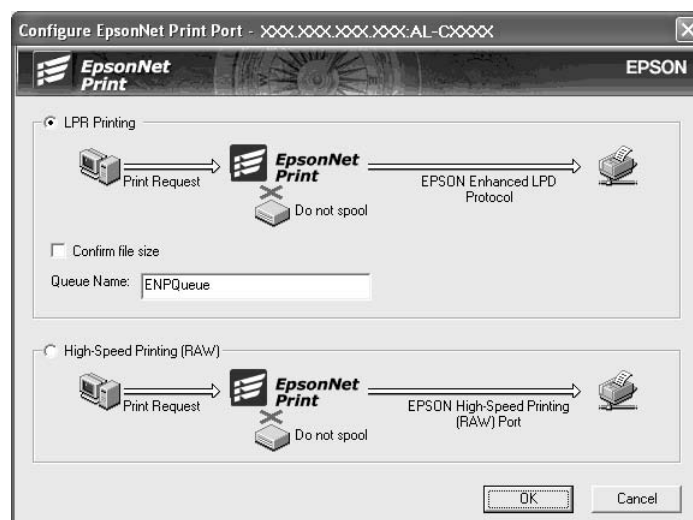 Configure EpsonNet Print Port - XXX.XXX.XXX.XXX:AL-CXXXX
EpsonNet
Print
EPSON
LPR Printing
Print Request
EpsonNet
Print
Do not spool
EPSON Enhanced LPD
Protocol
Confirm file size
Queue Name:
ENPQueue
High-Speed Printing (RAW)
Print Request
EpsonNet
Print
Do not spool
EPSON High-Speed Printing
(RAW) Port
OK
Cancel